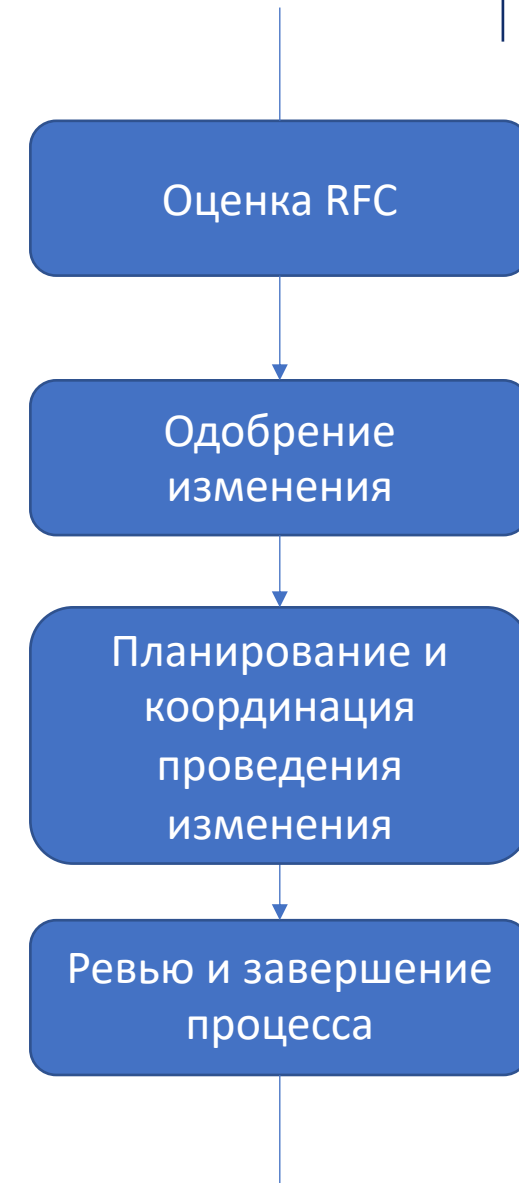 Оценка RFC
Одобрение
изменения
Планирование и
координация
проведения
изменения
Ревью и завершение
процесса